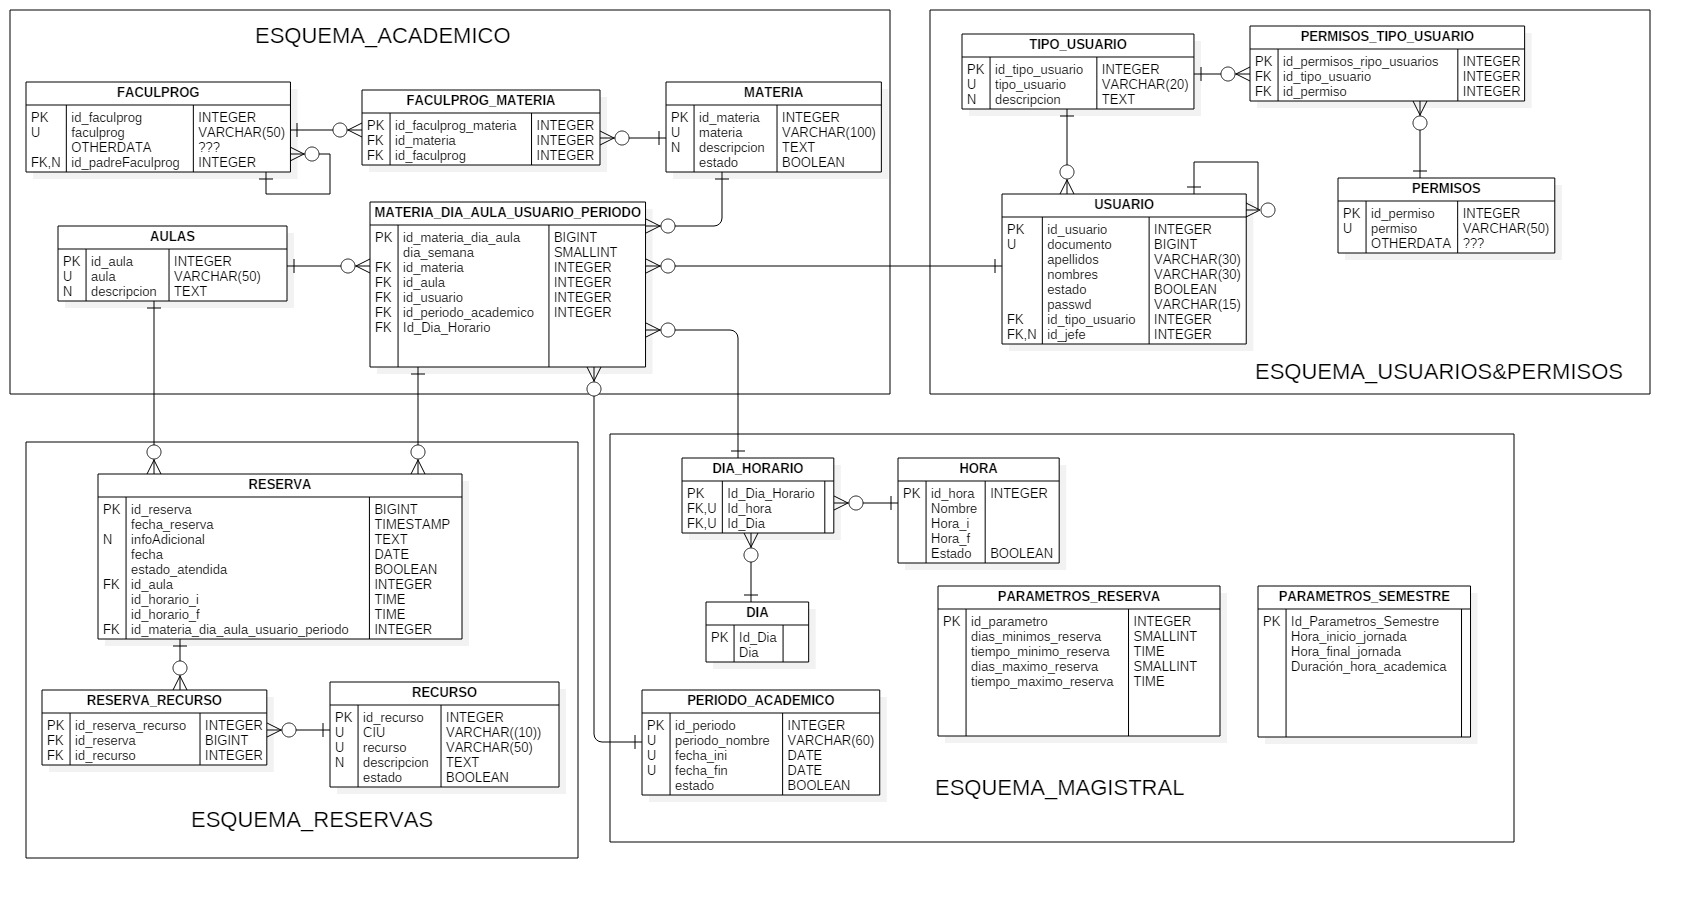 ESQUEMA_ACADEMICO
FACULPROG
PK id_faculprog INTEGER
U faculprog VARCHAR(50)
OTHERDATA ???
FK,N id_padreFaculprog INTEGER
FACULPROG_MATERIA
PK id_faculprog_materia INTEGER
FK id_materia INTEGER
FK id_faculprog INTEGER
MATERIA
PK id_materia INTEGER
U materia VARCHAR(100)
N descripcion TEXT
estado BOOLEAN
AULAS
PK id_aula INTEGER
U aula VARCHAR(50)
N descripcion TEXT
MATERIA_DIA_AULA_USUARIO_PERIODO
PK id_materia_dia_aula BIGINT
dia_semana SMALLINT
FK id_materia INTEGER
FK id_aula INTEGER
FK id_usuario INTEGER
FK id_periodo_academico INTEGER
FK Id_Dia_Horario
TIPO_USUARIO
PK id_tipo_usuario INTEGER
U tipo_usuario VARCHAR(20)
N descripcion TEXT
PERMISOS_TIPO_USUARIO
PK id_permisos_ripo_usuarios INTEGER
FK id_tipo_usuario INTEGER
FK id_permiso INTEGER
USUARIO
PK id_usuario INTEGER
U documento BIGINT
apellidos VARCHAR(30)
nombres VARCHAR(30)
estado BOOLEAN
passwd VARCHAR(15)
FK id_tipo_usuario INTEGER
FK,N id_jefe INTEGER
PERMISOS
PK id_permiso INTEGER
U permiso VARCHAR(50)
OTHERDATA ???
ESQUEMA_USUARIOS&PERMISOS
RESERVA
PK id_reserva BIGINT
fecha_reserva TIMESTAMP
N infoAdicional TEXT
fecha DATE
estado_atendida BOOLEAN
FK id_aula INTEGER
id_horario_i TIME
id_horario_f TIME
FK id_materia_dia_aula_usuario_periodo INTEGER
RESERVA_RECURSO
PK id_reserva_recurso INTEGER
FK id_reserva BIGINT
FK id_recurso INTEGER
RECURSO
PK id_recurso INTEGER
U CIU VARCHAR((10))
U recurso VARCHAR(50)
N descripcion TEXT
estado BOOLEAN
ESQUEMA_RESERVAS
DIA_HORARIO
PK Id_Dia_Horario
FK,U Id_hora
FK,U Id_Dia
HORA
PK id_hora INTEGER
Nombre
Hora_i
Hora_f
Estado BOOLEAN
DIA
PK Id_Dia
Dia
PARAMETROS_RESERVA
PK id_parametro INTEGER
dias_minimos_reserva SMALLINT
tiempo_minimo_reserva TIME
dias_maximo_reserva SMALLINT
tiempo_maximo_reserva TIME
PARAMETROS_SEMESTRE
PK Id_Parametros_Semestre
Hora_inicio_jornada
Hora_final_jornada
Duración_hora_academica
PERIODO_ACADEMICO
PK id_periodo INTEGER
U periodo_nombre VARCHAR(60)
U fecha_ini DATE
U fecha_fin DATE
estado BOOLEAN
ESQUEMA_MAGISTRAL